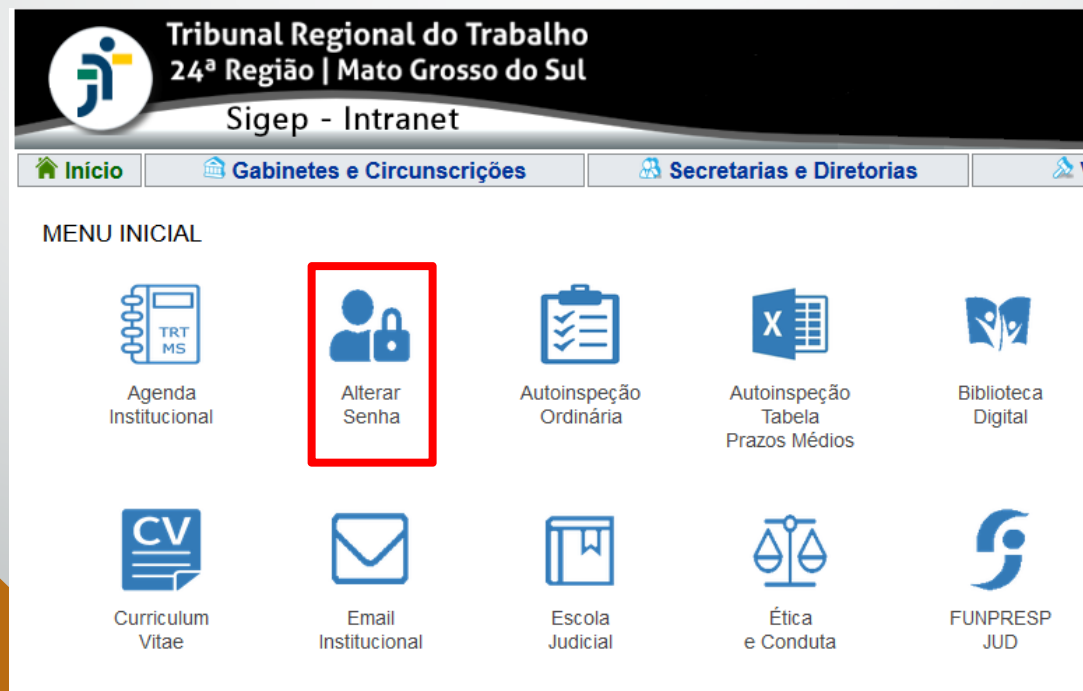 Tribunal Regional do Trabalho
24ª Região | Mato Grosso do Sul
Sigep - Intranet
Início
Gabinetes e Circunscrições
Secretarias e Diretorias
MENU INICIAL
TRT
MS
Agenda
Institucional
Alterar
Senha
Autoinspeção
Ordinária
X
Autoinspeção
Tabela
Prazos Médios
Biblioteca
Digital
CV
Curriculum
Vitae
Email
Institucional
Escola
Judicial
Ética
e Conduta
FUNPRESP
JUD